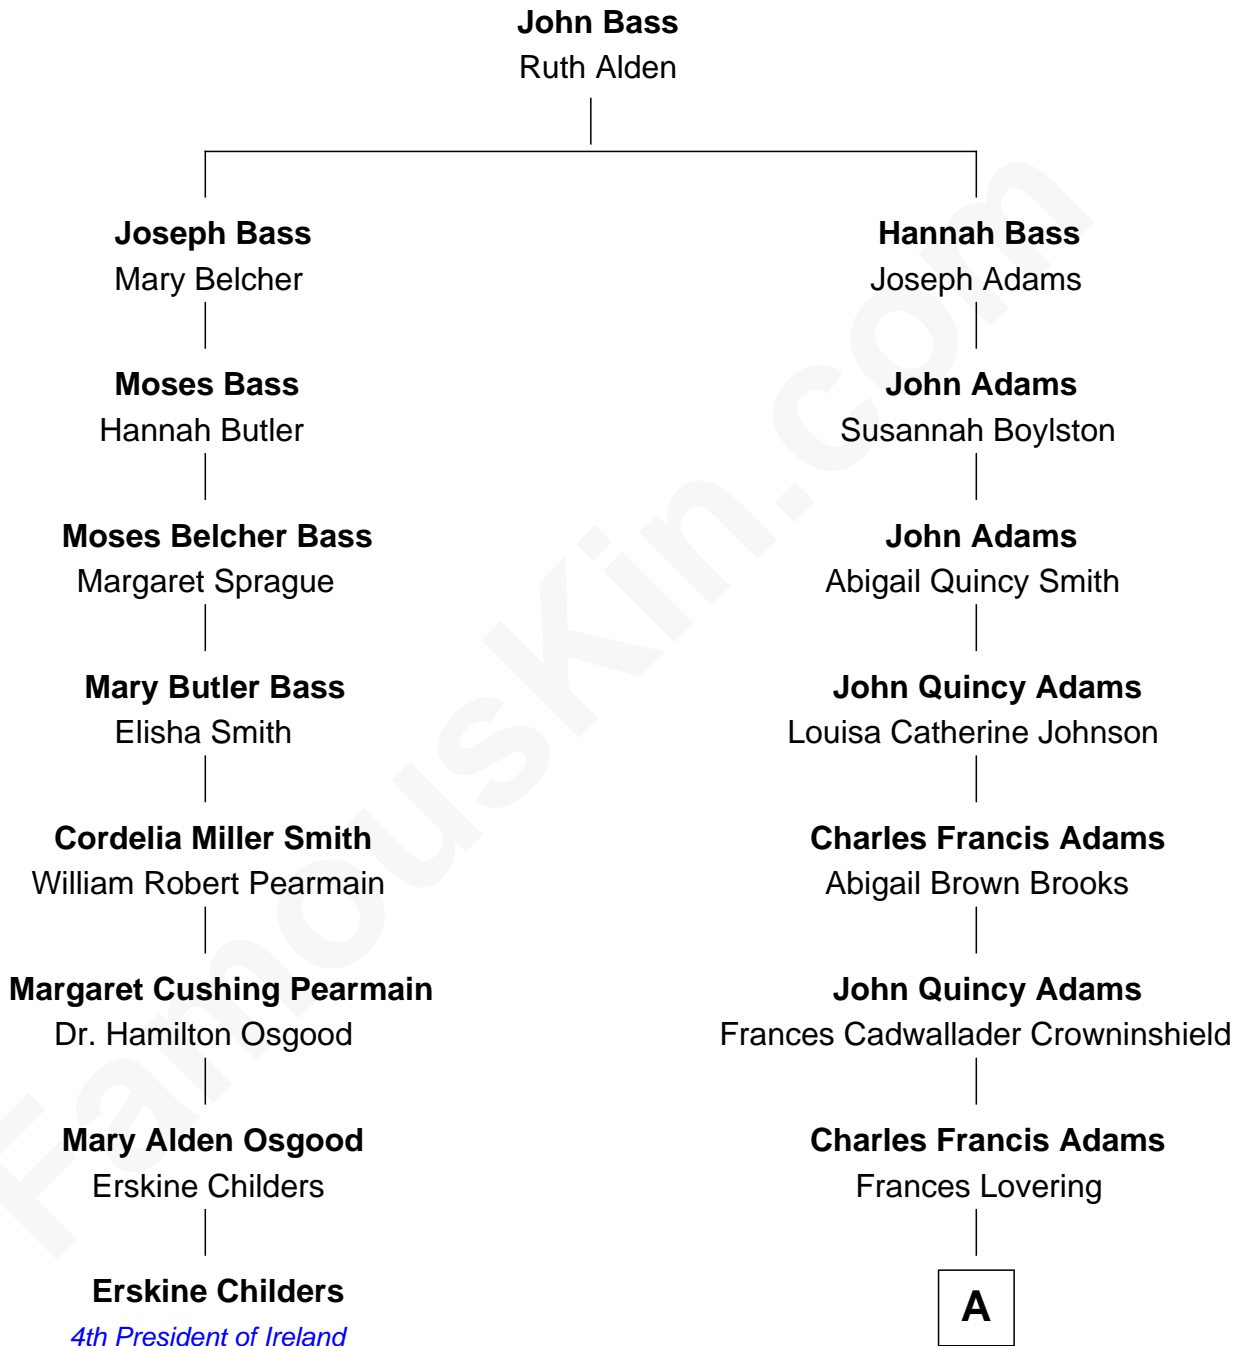 John Bass
Ruth Alden
Joseph Bass
Mary Belcher
Hannah Bass
Joseph Adams
Moses Bass
Hannah Butler
John Adams
Susannah Boylston
Moses Belcher Bass
Margaret Sprague
John Adams
Abigail Quincy Smith
Mary Butler Bass
Elisha Smith
John Quincy Adams
Louisa Catherine Johnson
Cordelia Miller Smith
William Robert Pearmain
Charles Francis Adams
Abigail Brown Brooks
Margaret Cushing Pearmain
Dr. Hamilton Osgood
John Quincy Adams
Frances Cadwallader Crowninshield
Mary Alden Osgood
Erskine Childers
Charles Francis Adams
Frances Lovering
Erskine Childers
4th President of Ireland
A
FamousKin.com